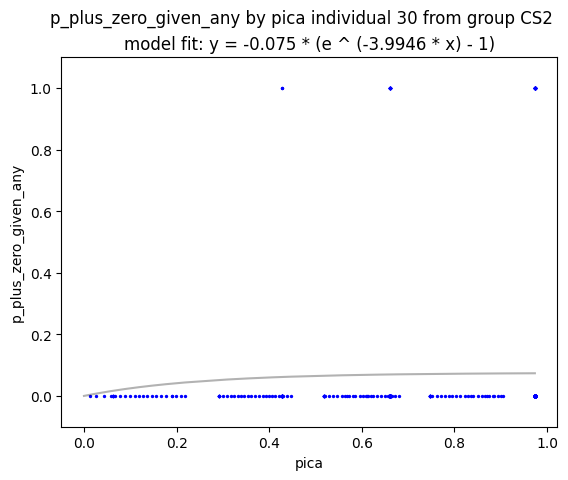 p_plus_zero_given_any by pica individual 30 from group CS2
model fit: y = -0.075 * (e ^ (-3.9946 * x) - 1)
1.0
0.8
0.6
0.4
0.2
0.0
p_plus_zero_given_any
0.0 0.2 0.4 0.6 0.8 1.0
pica